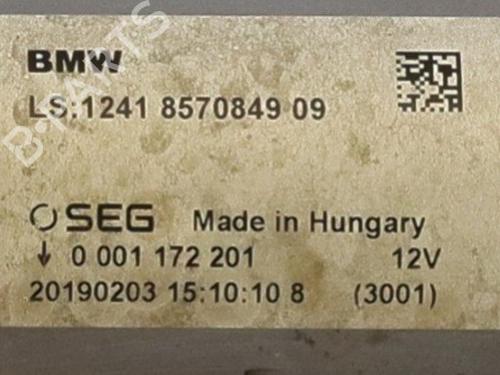 BMW
LS:1241 8570849 09
SEG Made in Hungary
0 001 172 201 12V
20190203 15:10:10 8 (3001)
B-PARTS